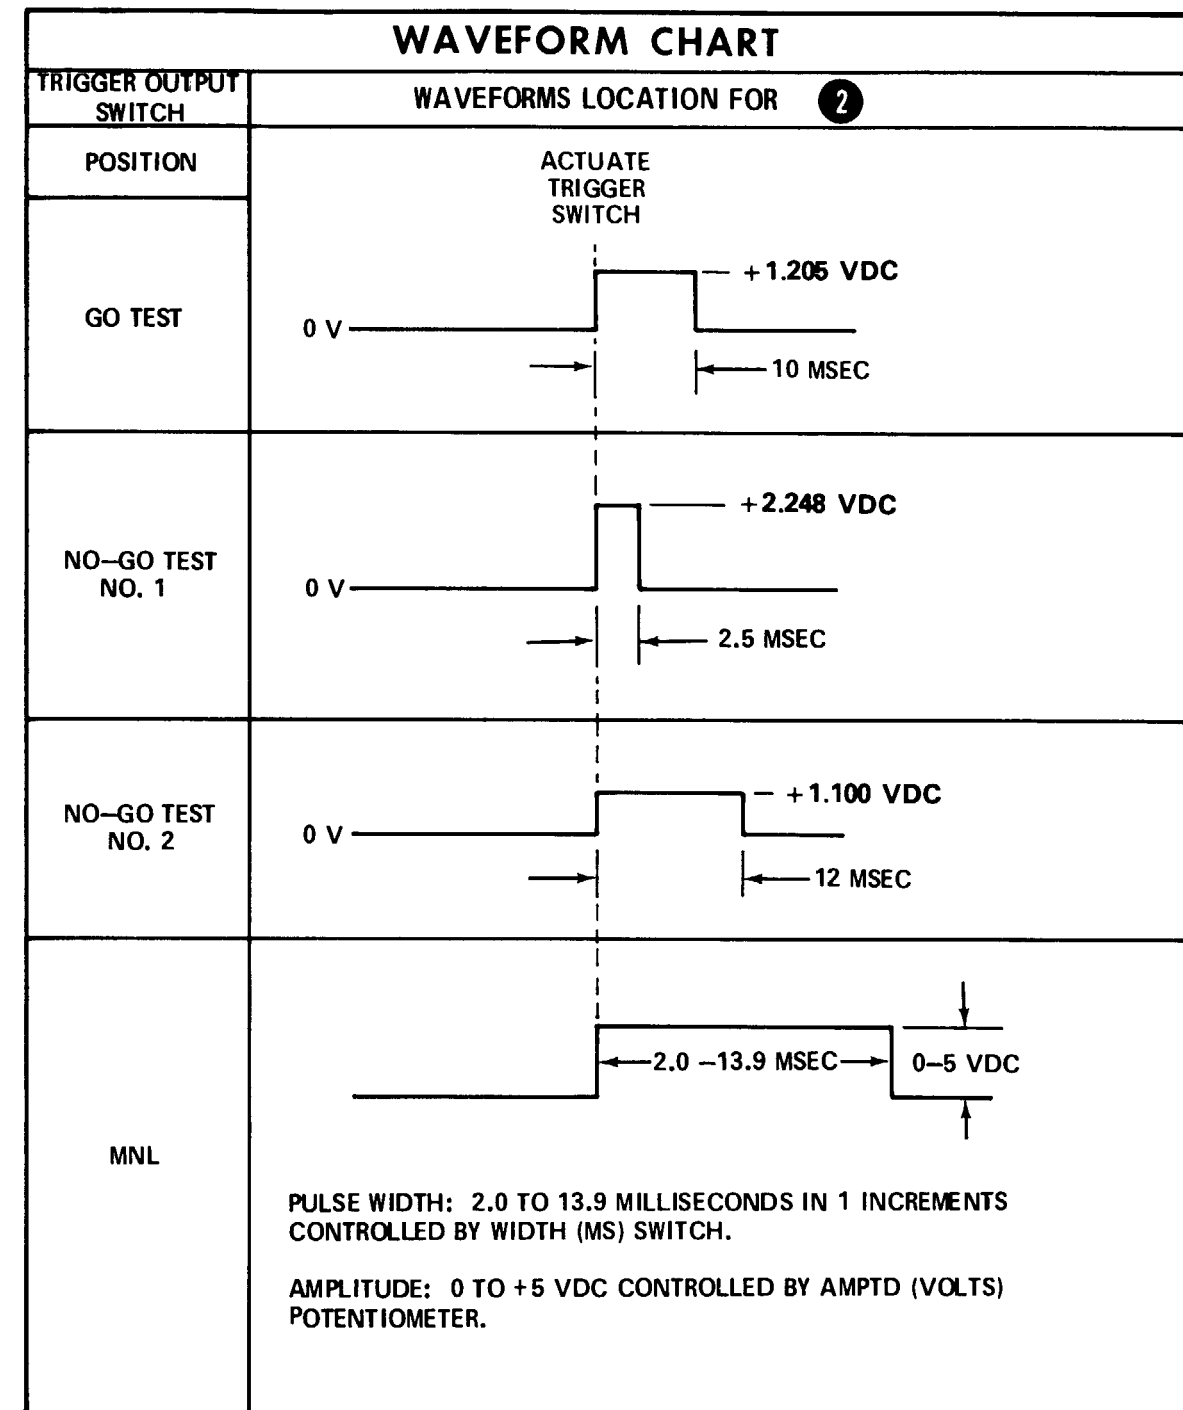 WAVEFORM CHART
TRIGGER OUTPUT
SWITCH
WAVEFORMS LOCATION FOR 2
POSITION
ACTUATE
TRIGGER
SWITCH
GO TEST
+1.205 VDC
0 V
10 MSEC
NO-GO TEST
NO. 1
+2.248 VDC
0 V
2.5 MSEC
NO-GO TEST
NO. 2
+1.100 VDC
0 V
12 MSEC
MNL
2.0 -13.9 MSEC
0-5 VDC
PULSE WIDTH: 2.0 TO 13.9 MILLISECONDS IN 1 INCREMENTS
CONTROLLED BY WIDTH (MS) SWITCH.
AMPLITUDE: 0 TO +5 VDC CONTROLLED BY AMPTD (VOLTS)
POTENTIOMETER.